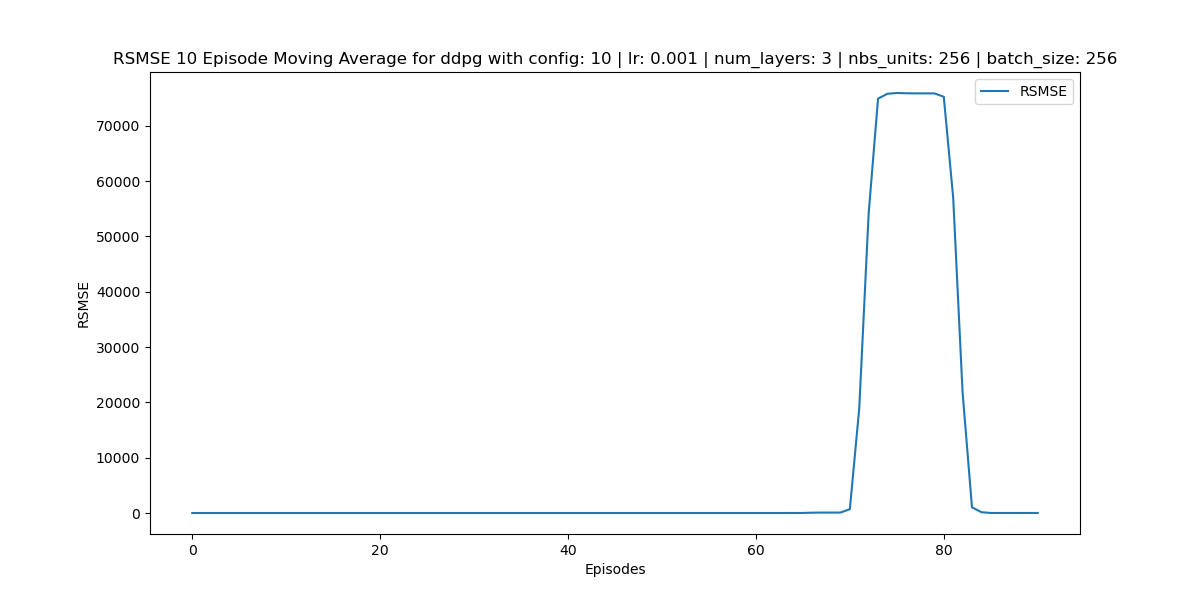 RSMSE 10 Episode Moving Average for ddpg with config: 10 | lr: 0.001 | num_layers: 3 | nbs_units: 256 | batch_size: 256
RSMSE
70000
60000
50000
40000
30000
20000
10000
0
RSMSE
0 20 40 60 80
Episodes